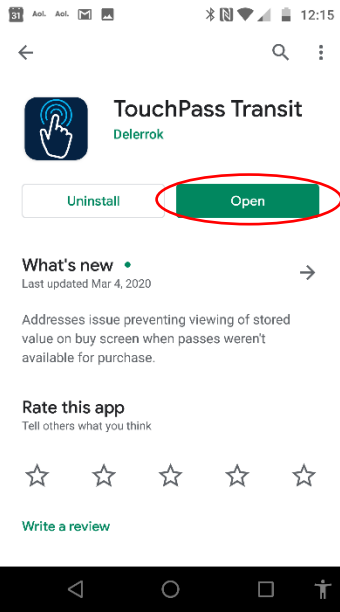 31 Aol. Aol. 12:15
TouchPass Transit
Delerrok
Uninstall Open
What's new
Last updated Mar 4, 2020
Addresses issue preventing viewing of stored
value on buy screen when passes weren't
available for purchase.
Rate this app
Tell others what you think
Write a review